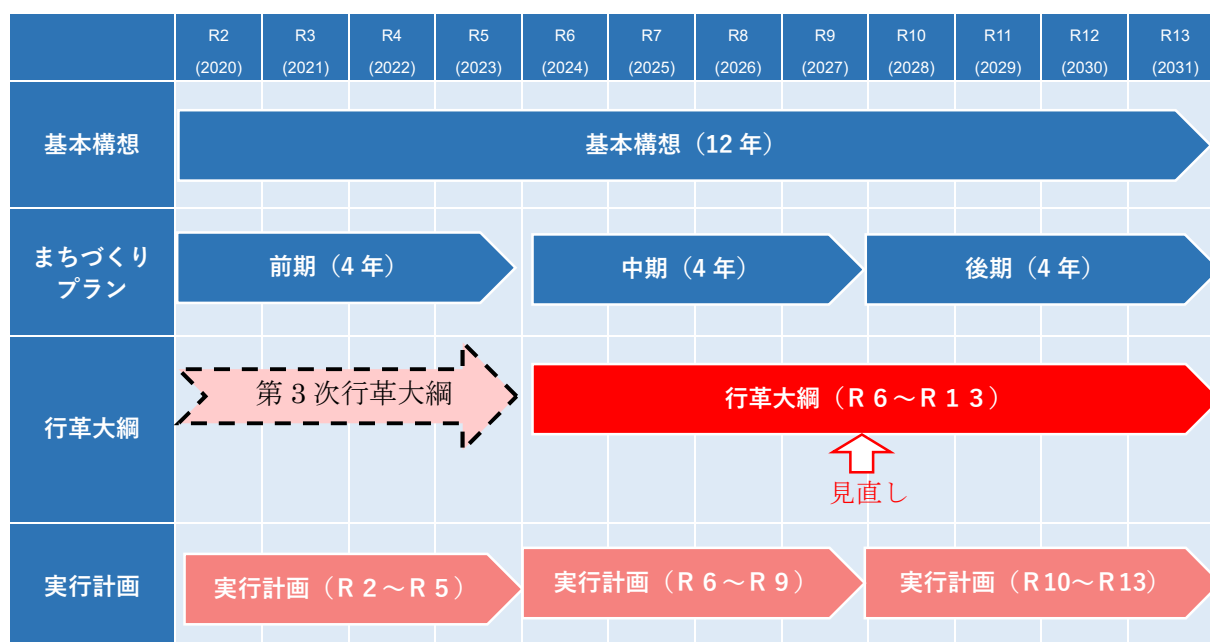 R2 R3 R4 R5 R6 R7 R8 R9 R10 R11 R12 R13
(2020) (2021) (2022) (2023) (2024) (2025) (2026) (2027) (2028) (2029) (2030) (2031)
基本構想
基本構想（12 年）
まちづくり
プラン
前期（4 年）
中期（4 年）
後期（4 年）
行革大綱
第 3 次行革大綱
行革大綱（Ｒ６～Ｒ１３）
見直し
実行計画
実行計画（Ｒ２～Ｒ５）
実行計画（Ｒ６～Ｒ９）
実行計画（Ｒ10～Ｒ13）